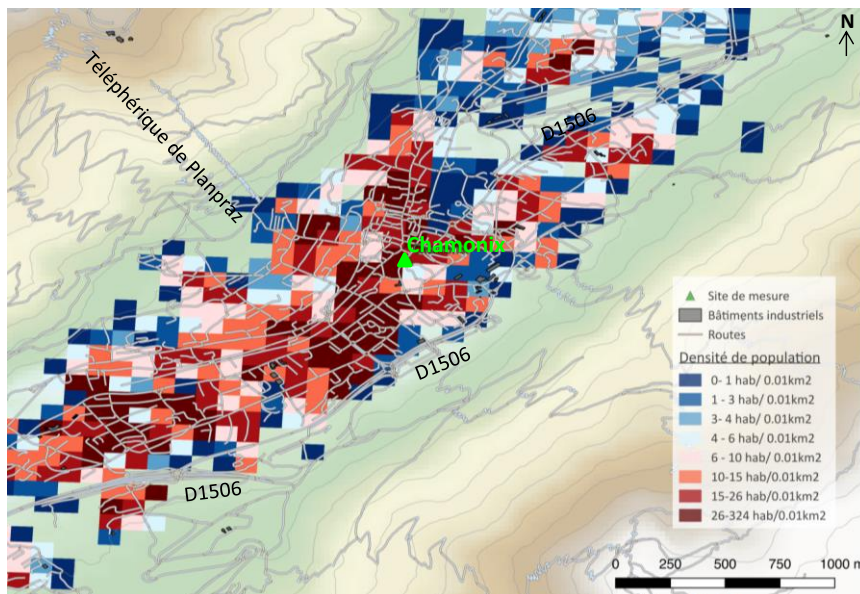 N
Téléphérique de Planpraz
D1506
Chamonix
Site de mesure
Bâtiments industriels
Routes
Densité de population
0- 1 hab/ 0.01km2
1 - 3 hab/ 0.01km2
3- 4 hab/ 0.01km2
4 - 6 hab/ 0.01km2
6 - 10 hab/ 0.01km2
10-15 hab/0.01km2
15-26 hab/0.01km2
26-324 hab/0.01km2
D1506
D1506
0 250 500 750 1000 m